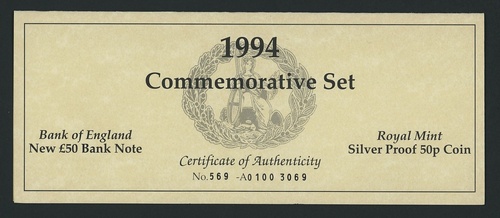 1994
Commemorative Set
Bank of England
New £50 Bank Note
Royal Mint
Silver Proof 50p Coin
Certificate of Authenticity
No. 569 -A0100 3069